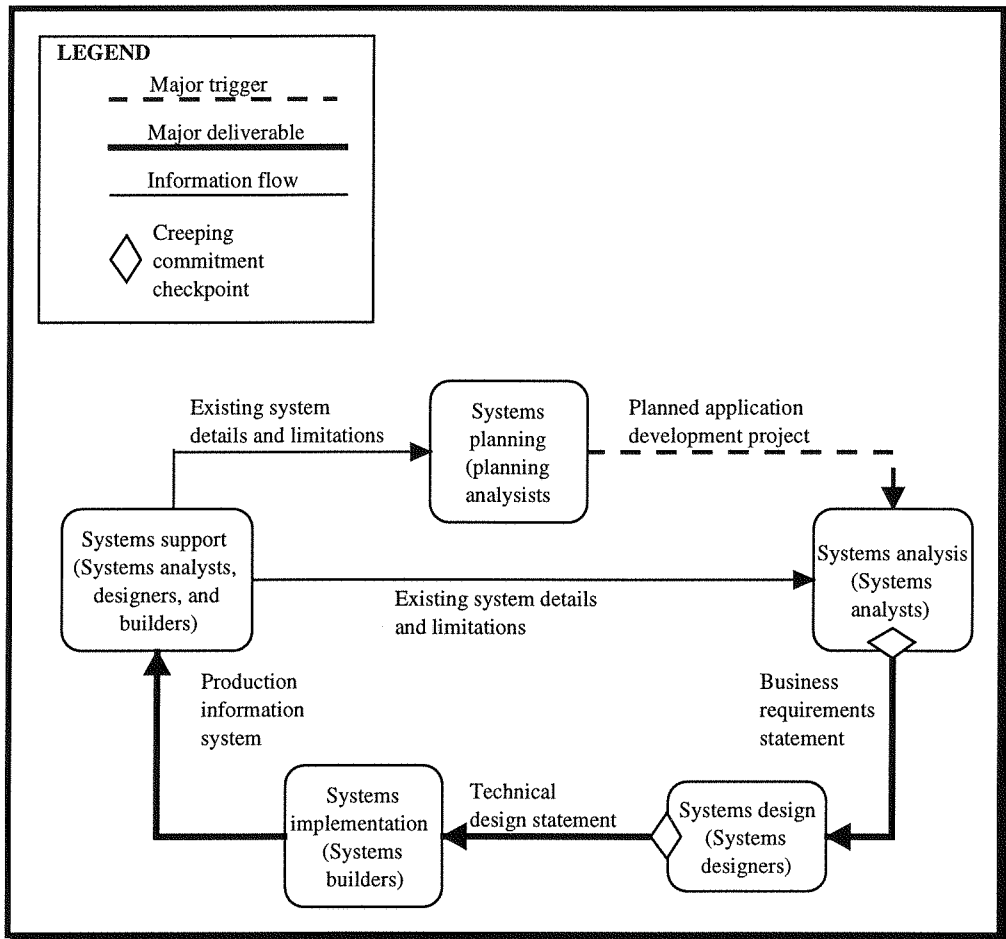 LEGEND
Major trigger
Major deliverable
Information flow
Creeping
commitment
checkpoint
Existing system
details and limitations
Systems
planning
(planning
analysists
Planned application
development project
Systems support
(Systems analysts,
designers, and
builders)
Existing system details
and limitations
Systems analysis
(Systems
analysts)
Production
information
system
Business
requirements
statement
Systems
implementation
(Systems
builders)
Technical
design statement
Systems design
(Systems
designers)